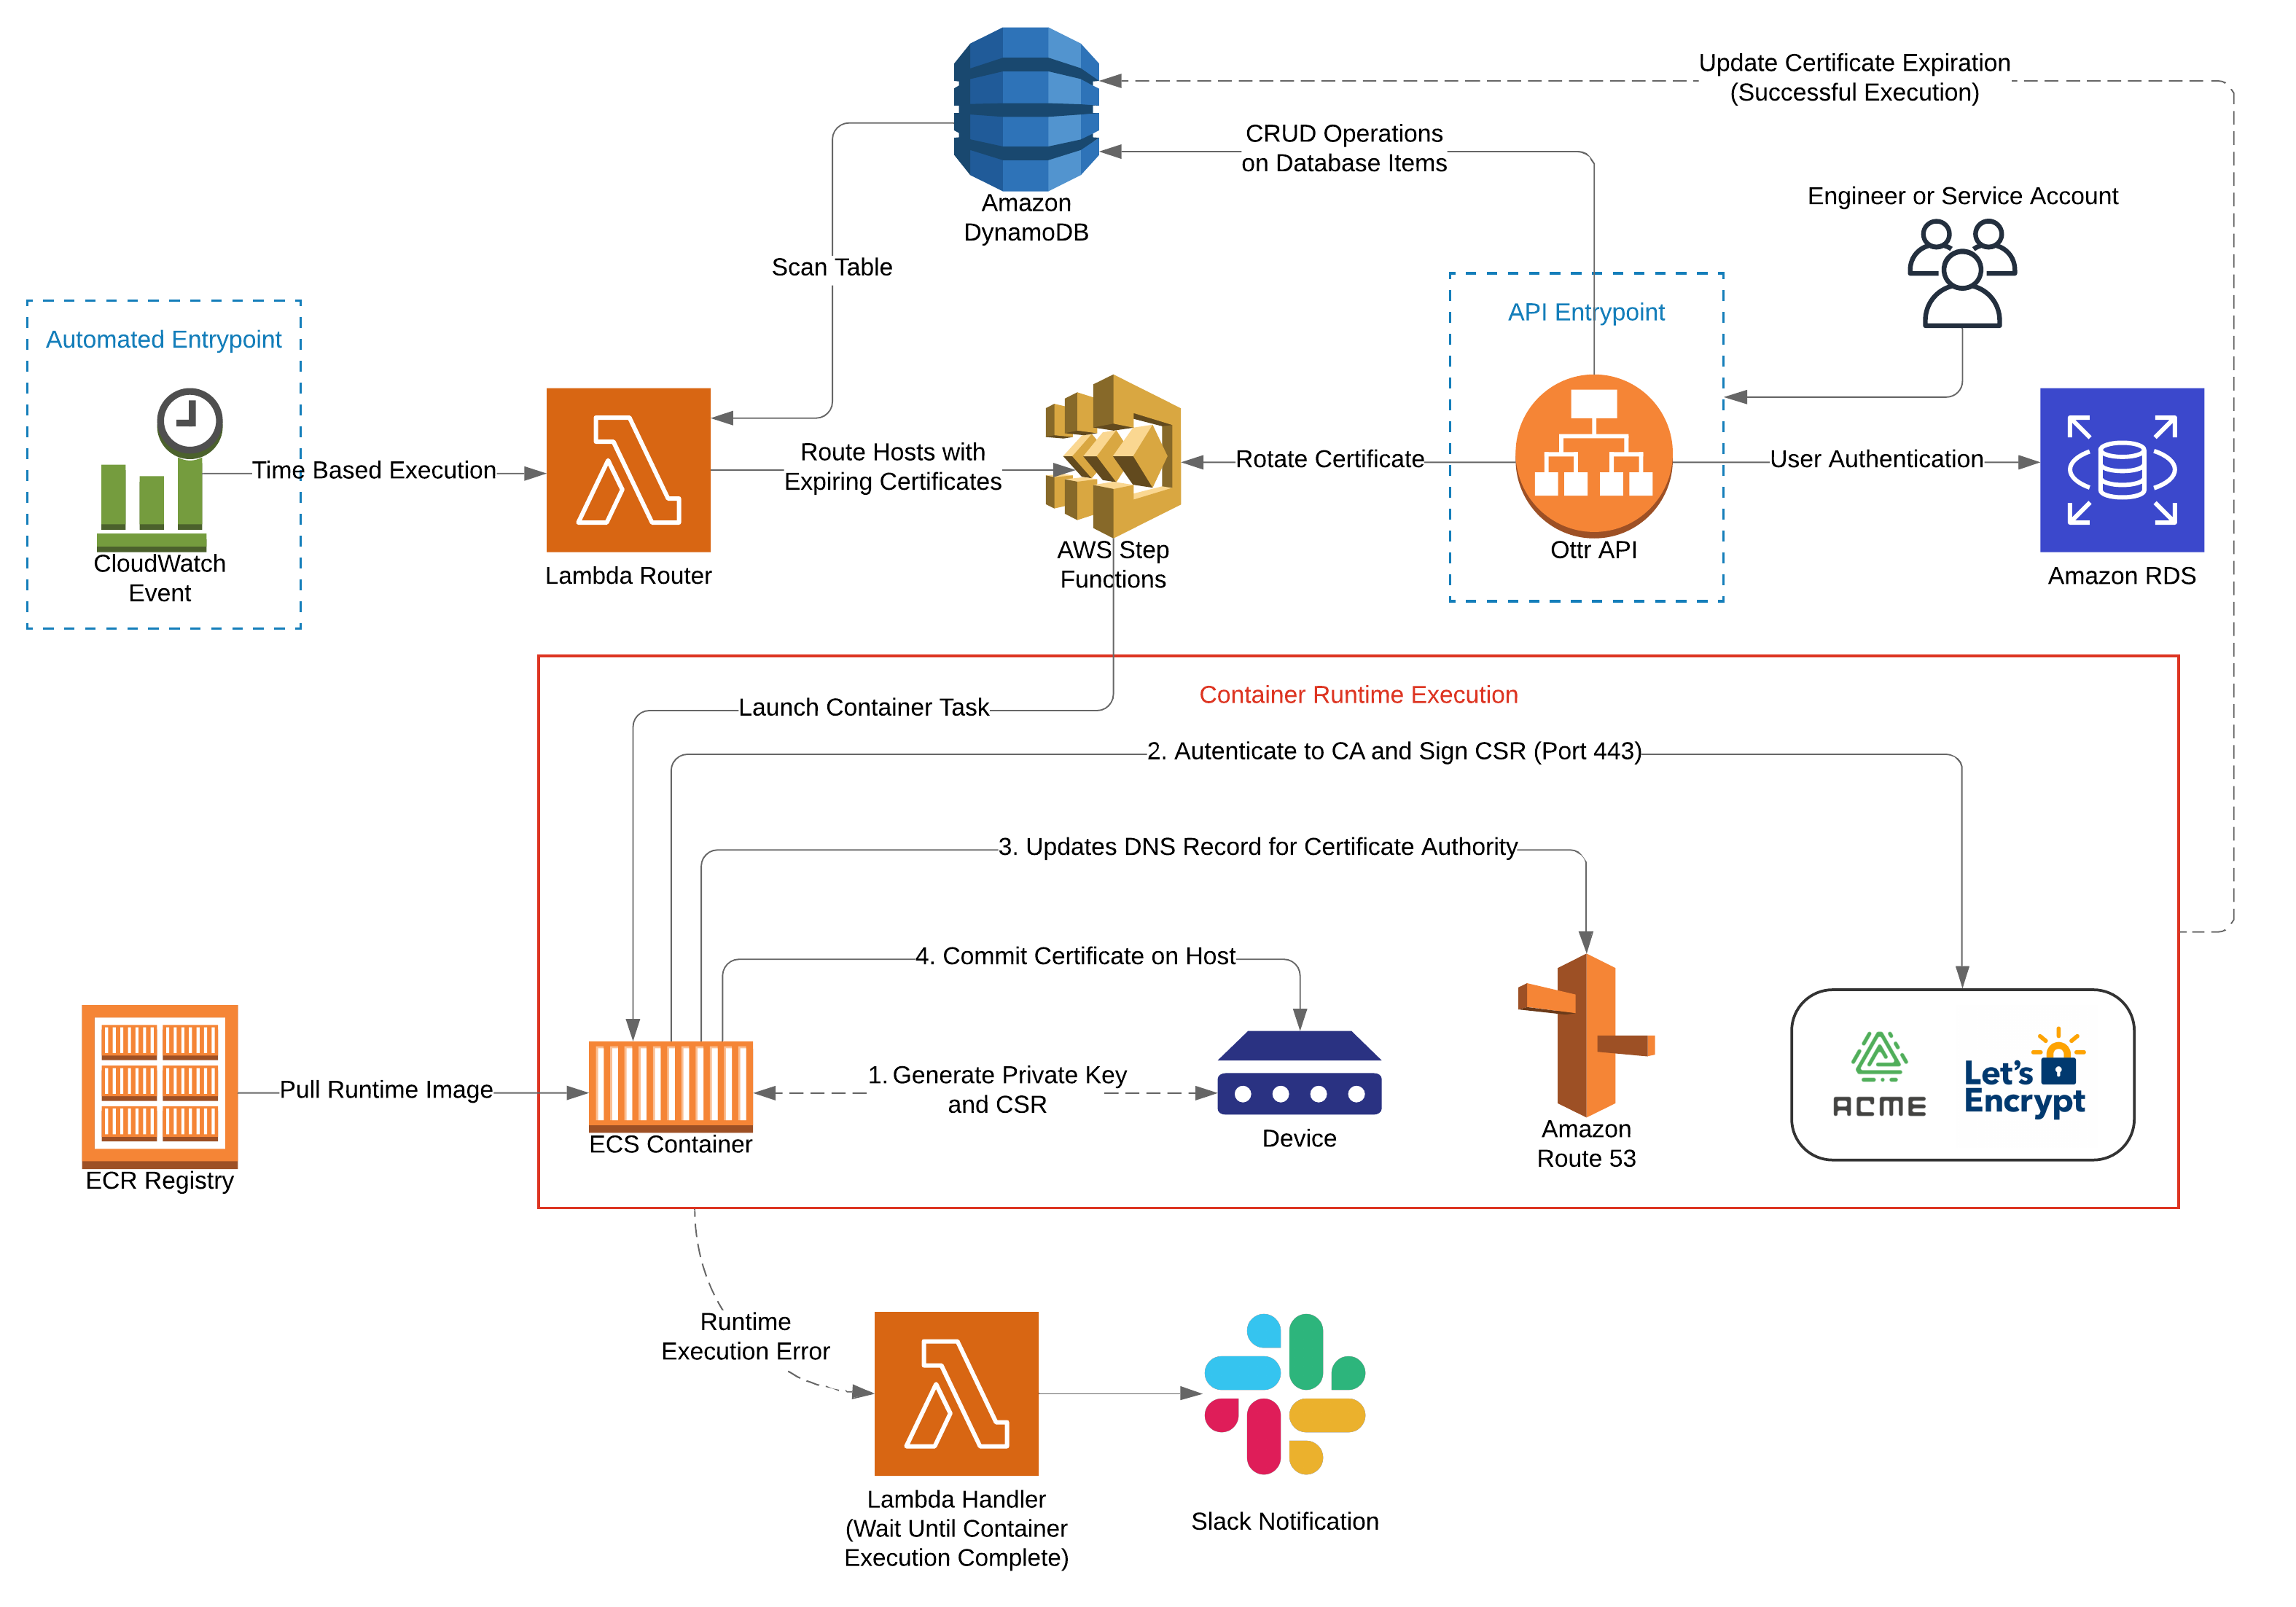 Update Certificate Expiration
(Successful Execution)
CRUD Operations
on Database Items
Engineer or Service Account
Amazon
DynamoDB
Scan Table
Automated Entrypoint
API Entrypoint
Time Based Execution
Route Hosts with
Expiring Certificates
Rotate Certificate
User Authentication
CloudWatch
Event
Lambda Router
AWS Step
Functions
Ottr API
Amazon RDS
Container Runtime Execution
Launch Container Task
2. Autenticate to CA and Sign CSR (Port 443)
3. Updates DNS Record for Certificate Authority
4. Commit Certificate on Host
Pull Runtime Image
1. Generate Private Key
and CSR
ACME
Let's
Encrypt
ECR Registry
ECS Container
Device
Amazon
Route 53
Runtime
Execution Error
Lambda Handler
(Wait Until Container
Execution Complete)
Slack Notification